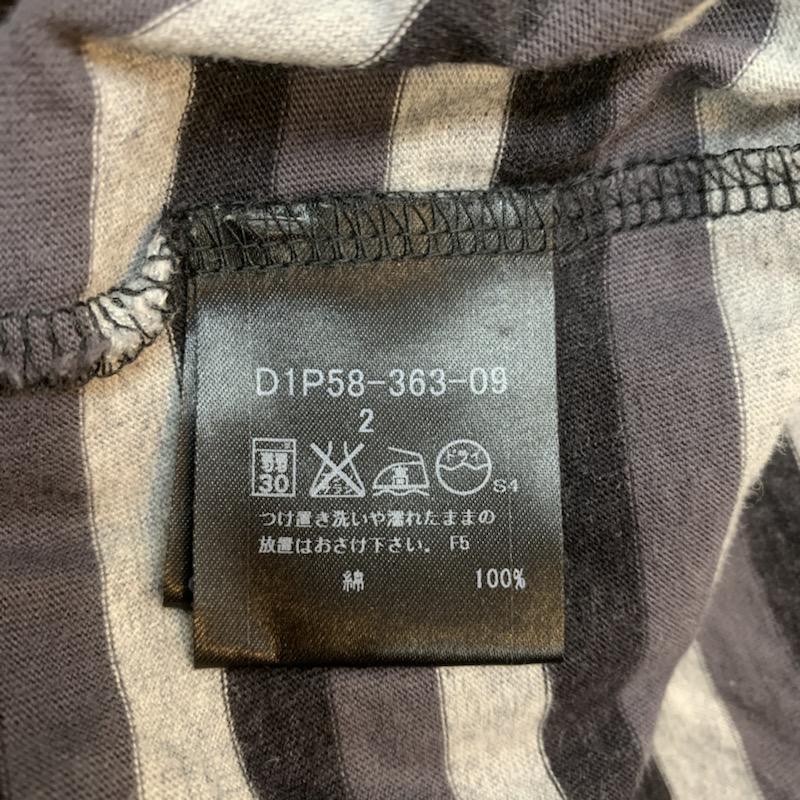 D1P58-363-09
2
弱 30 高 ドライ S4
つけ置き洗いや濡れたままの
放置はおさけ下さい。 F5
綿 100%